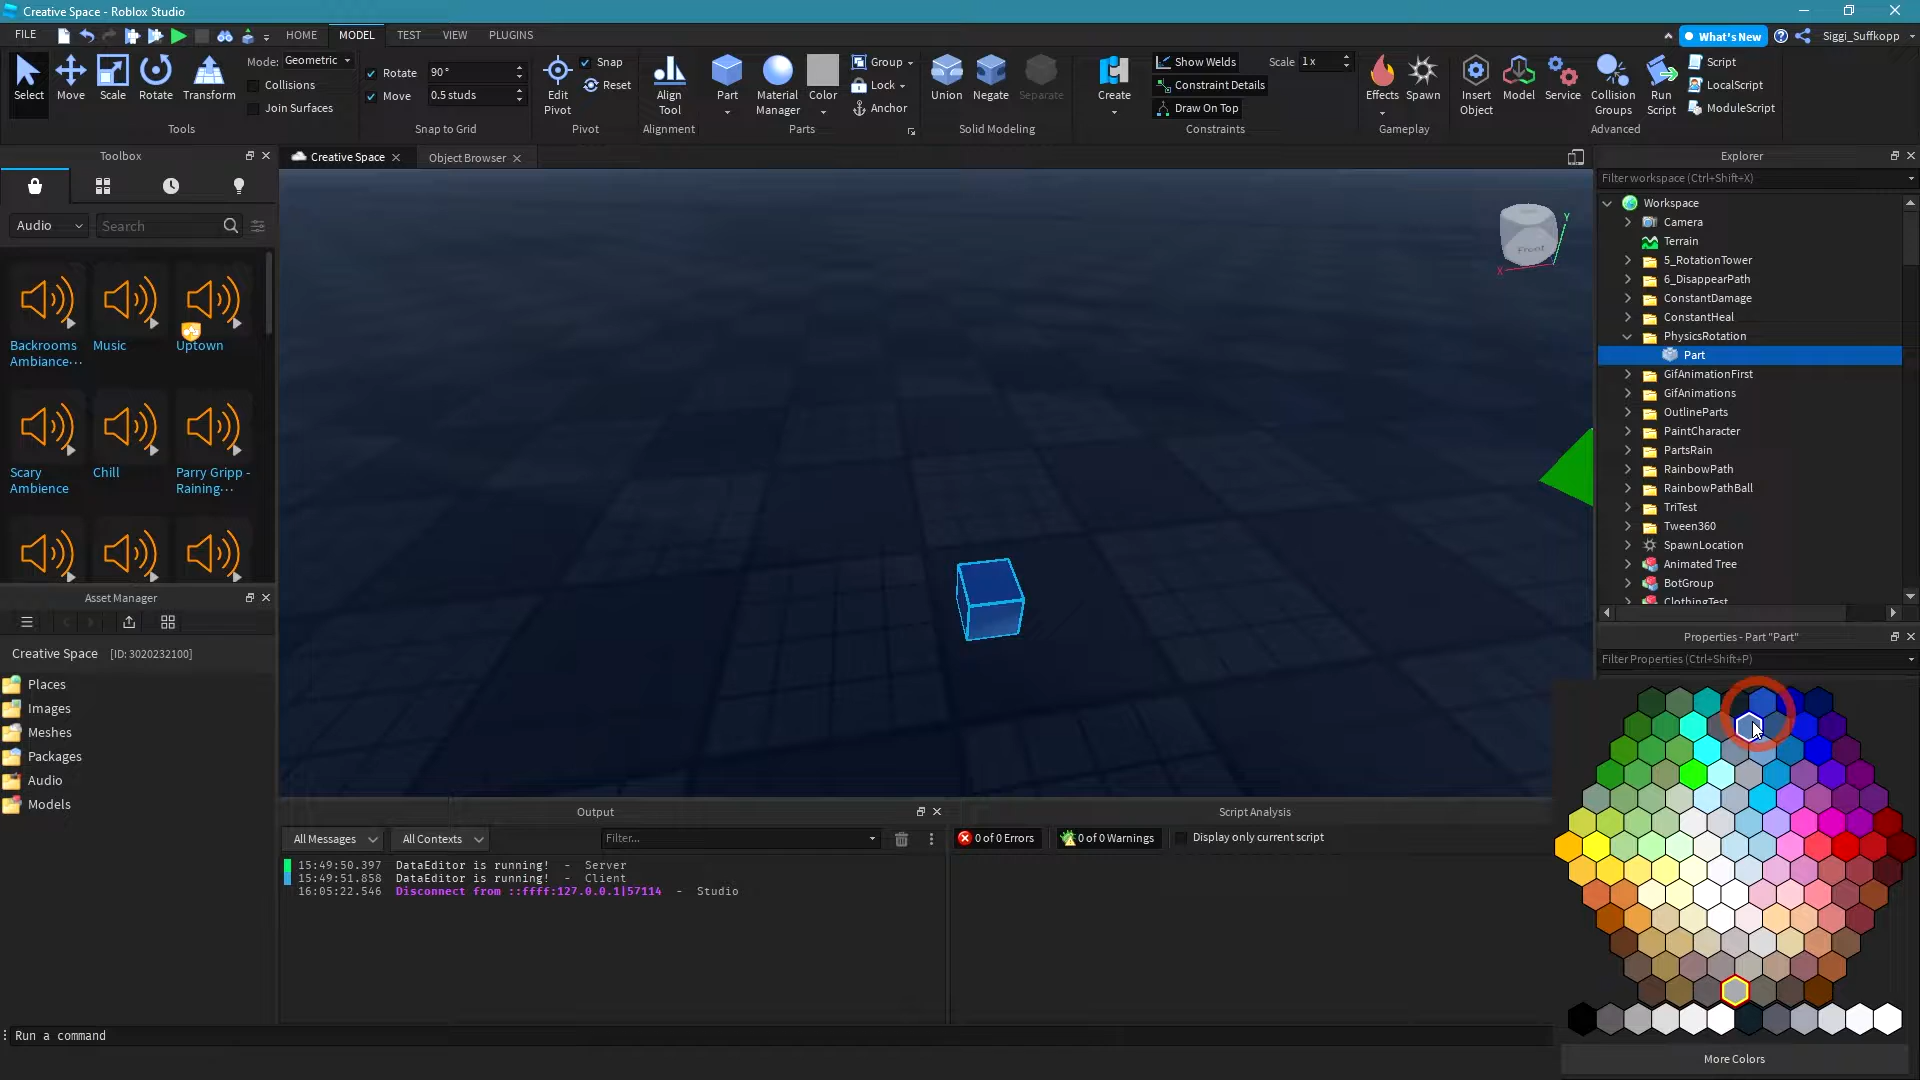 Creative Space - Roblox Studio
FILE
HOME
MODEL
TEST
VIEW
PLUGINS
What's New
Siggi_Suffkopp
Select
Move
Scale
Rotate
Transform
Mode: Geometric
Collisions
Join Surfaces
Tools
Rotate 90°
Move 0.5 studs
Snap to Grid
Edit
Pivot
Snap
Reset
Pivot
Align
Tool
Alignment
Part
Material
Manager
Color
Group
Lock
Anchor
Parts
Union
Negate
Separate
Solid Modeling
Create
Show Welds
Scale 1x
Constraint Details
Draw On Top
Constraints
Effects
Spawn
Gameplay
Insert
Object
Model
Service
Collision
Groups
Run
Script
Script
LocalScript
ModuleScript
Advanced
Toolbox
Audio
Search
Backrooms
Ambiance···
Music
Uptown
Scary
Ambience
Chill
Parry Gripp -
Raining···
Asset Manager
Creative Space [ID: 3020232100]
Places
Images
Meshes
Packages
Audio
Models
Creative Space
Object Browser
Front
Y
X
Output
All Messages
All Contexts
Filter...
15:49:50.397 DataEditor is running! - Server
15:49:51.858 DataEditor is running! - Client
16:05:22.546 Disconnect from ::ffff:127.0.0.1|57114 - Studio
Script Analysis
0 of 0 Errors
0 of 0 Warnings
Display only current script
Run a command
Explorer
Filter workspace (Ctrl+Shift+X)
Workspace
Camera
Terrain
5_RotationTower
6_DisappearPath
ConstantDamage
ConstantHeal
PhysicsRotation
Part
GifAnimationFirst
GifAnimations
OutlineParts
PaintCharacter
PartsRain
RainbowPath
RainbowPathBall
TriTest
Tween360
SpawnLocation
Animated Tree
BotGroup
ClothingTest
Properties - Part "Part"
Filter Properties (Ctrl+Shift+P)
More Colors